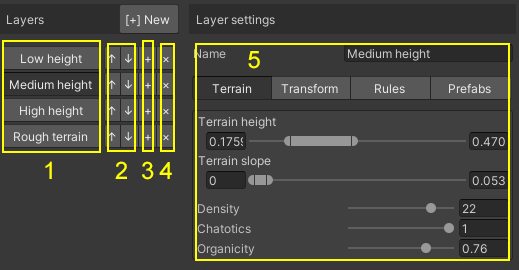 Layers [+] New
Low height ↑ ↓ + ×
Medium height ↑ ↓ + ×
High height ↑ ↓ + ×
Rough terrain ↑ ↓ + ×
1 2 3 4
Layer settings
Name Medium height
5
Terrain Transform Rules Prefabs
Terrain height
0.1759 0.470
Terrain slope
0 0.053
Density 22
Chatotics 1
Organicity 0.76